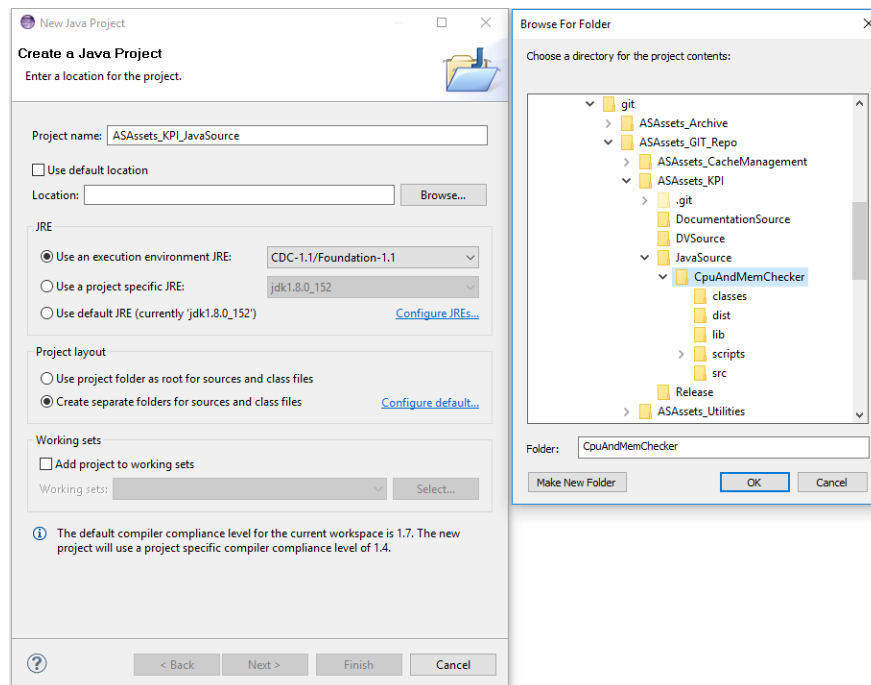 New Java Project
Create a Java Project
Enter a location for the project.
Project name: ASAssets_KPI_JavaSource
Use default location
Location: Browse...
JRE
Use an execution environment JRE: CDC-1.1/Foundation-1.1
Use a project specific JRE: jdk1.8.0_152
Use default JRE (currently 'jdk1.8.0_152') Configure JREs...
Project layout
Use project folder as root for sources and class files
Create separate folders for sources and class files Configure default...
Working sets
Add project to working sets
Working sets: Select...
The default compiler compliance level for the current workspace is 1.7. The new
project will use a project specific compiler compliance level of 1.4.
? < Back Next > Finish Cancel
Browse For Folder
Choose a directory for the project contents:
git
ASAssets_Archive
ASAssets_GIT_Repo
ASAssets_CacheManagement
ASAssets_KPI
.git
DocumentationSource
DVSource
JavaSource
CpuAndMemChecker
classes
dist
lib
scripts
src
Release
ASAssets_Utilities
Folder: CpuAndMemChecker
Make New Folder OK Cancel